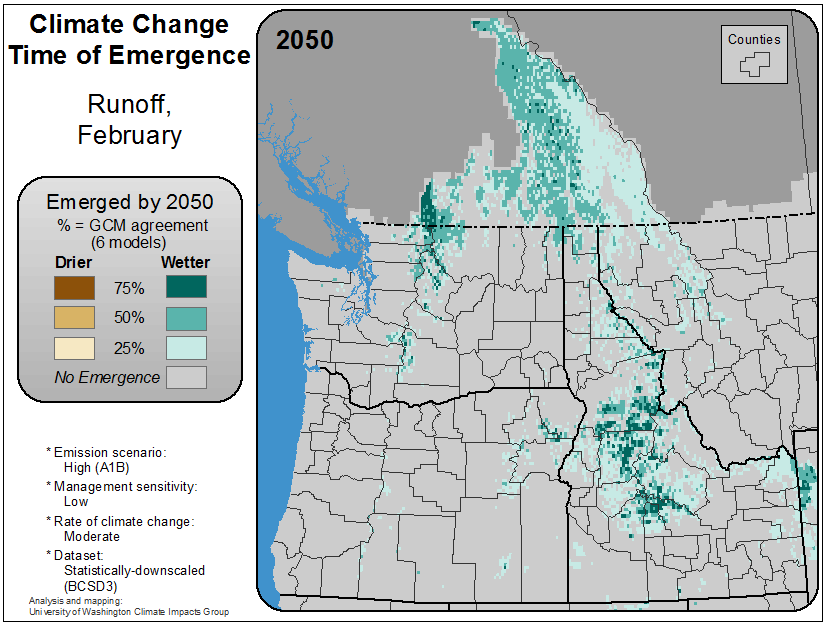 Climate Change
Time of Emergence
Runoff,
February
Emerged by 2050
% = GCM agreement
(6 models)
Drier Wetter
75%
50%
25%
No Emergence
* Emission scenario:
High (A1B)
* Management sensitivity:
Low
* Rate of climate change:
Moderate
* Dataset:
Statistically-downscaled
(BCSD3)
Analysis and mapping:
University of Washington Climate Impacts Group
2050
Counties